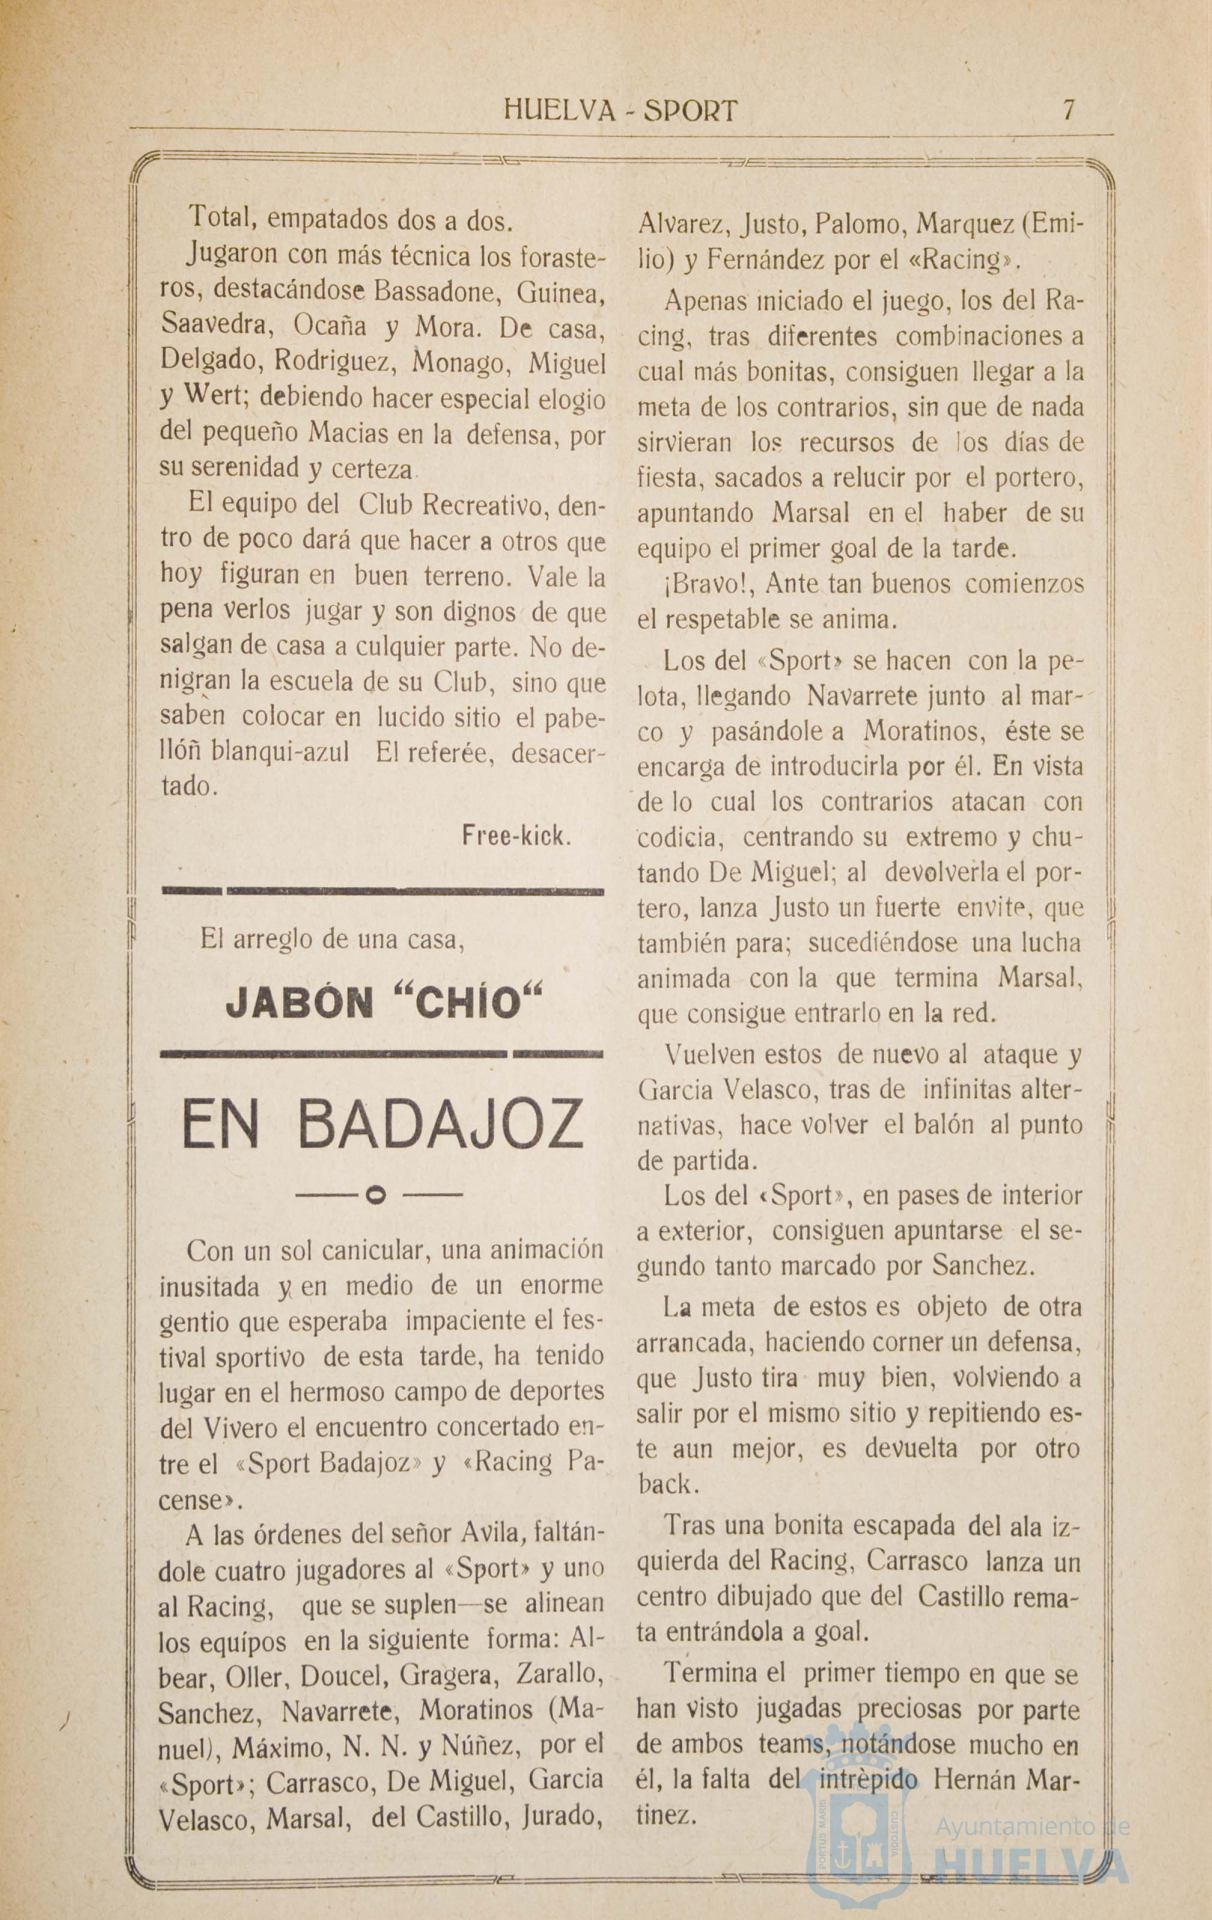 HUELVA - SPORT
7
Total, empatados dos a dos.
Jugaron con más técnica los foraste-
ros, destacándose Bassadone, Guinea,
Saavedra, Ocaña y Mora. De casa,
Delgado, Rodriguez, Monago, Miguel
y Wert; debiendo hacer especial elogio
del pequeño Macias en la defensa, por
su serenidad y certeza.
El equipo del Club Recreativo, den-
tro de poco dará que hacer a otros que
hoy figuran en buen terreno. Vale la
pena verlos jugar y son dignos de que
salgan de casa a culquier parte. No de-
nigran la escuela de su Club, sino que
saben colocar en lucido sitio el pabe-
llóñ blanqui-azul El referée, desacer-
tado.
Free-kick.
El arreglo de una casa,
JABÓN "CHÍO"
EN BADAJOZ
Con un sol canicular, una animación
inusitada y en medio de un enorme
gentio que esperaba impaciente el fes-
tival sportivo de esta tarde, ha tenido
lugar en el hermoso campo de deportes
del Vivero el encuentro concertado en-
tre el «Sport Badajoz» y «Racing Pa-
cense».
A las órdenes del señor Avila, faltán-
dole cuatro jugadores al «Sport» y uno
al Racing, que se suplen—se alinean
los equípos en la siguiente forma: Al-
bear, Oller, Doucel, Gragera, Zarallo,
Sanchez, Navarrete, Moratinos (Ma-
nuel), Máximo, N. N. y Núñez, por el
«Sport»; Carrasco, De Miguel, Garcia
Velasco, Marsal, del Castillo, Jurado,
Alvarez, Justo, Palomo, Marquez (Emi-
lio) y Fernández por el «Racing».
Apenas iniciado el juego, los del Ra-
cing, tras diferentes combinaciones a
cual más bonitas, consiguen llegar a la
meta de los contrarios, sin que de nada
sirvieran los recursos de los días de
fiesta, sacados a relucir por el portero,
apuntando Marsal en el haber de su
equipo el primer goal de la tarde.
¡Bravo!, Ante tan buenos comienzos
el respetable se anima.
Los del «Sport» se hacen con la pe-
lota, llegando Navarrete junto al mar-
co y pasándole a Moratinos, éste se
encarga de introducirla por él. En vista
de lo cual los contrarios atacan con
codicia, centrando su extremo y chu-
tando De Miguel; al devolverla el por-
tero, lanza Justo un fuerte envite, que
también para; sucediéndose una lucha
animada con la que termina Marsal,
que consigue entrarlo en la red.
Vuelven estos de nuevo al ataque y
Garcia Velasco, tras de infinitas alter-
nativas, hace volver el balón al punto
de partida.
Los del «Sport», en pases de interior
a exterior, consiguen apuntarse el se-
gundo tanto marcado por Sanchez.
La meta de estos es objeto de otra
arrancada, haciendo corner un defensa,
que Justo tira muy bien, volviendo a
salir por el mismo sitio y repitiendo es-
te aun mejor, es devuelta por otro
back.
Tras una bonita escapada del ala iz-
quierda del Racing, Carrasco lanza un
centro dibujado que del Castillo rema-
ta entrándola a goal.
Termina el primer tiempo en que se
han visto jugadas preciosas por parte
de ambos teams, notándose mucho en
él, la falta del intrèpido Hernán Mar-
tinez.
PORTUS MARIS
CUSTODIA
Ayuntamiento de
HUELVA